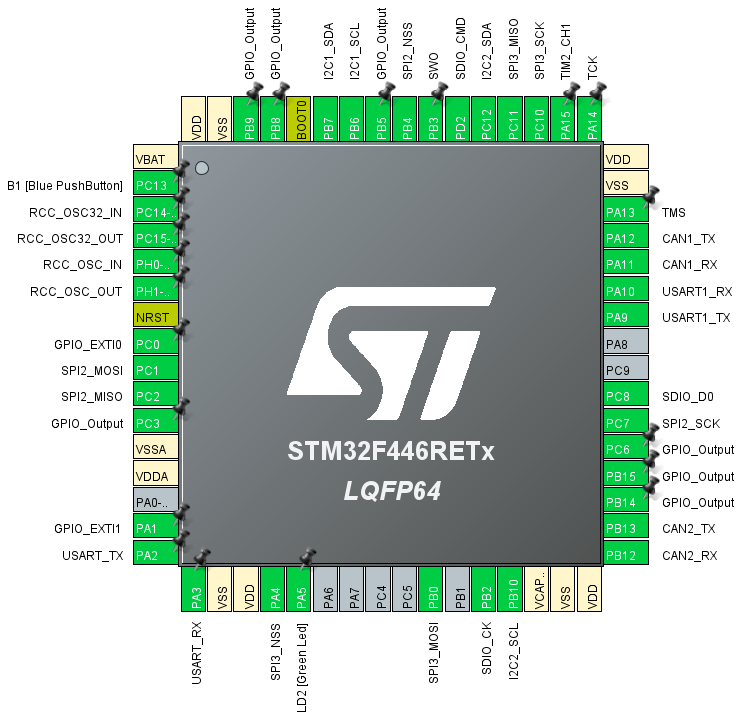 GPIO_Output
GPIO_Output
I2C1_SDA
I2C1_SCL
GPIO_Output
SPI2_NSS
SWO
SDIO_CMD
I2C2_SDA
SPI3_MISO
SPI3_SCK
TIM2_CH1
TCK
VDD
VSS
PB9
PB8
BOOT0
PB7
PB6
PB5
PB4
PB3
PD2
PC12
PC11
PC10
PA15
PA14
VBAT
B1 [Blue PushButton] PC13
RCC_OSC32_IN PC14-..
RCC_OSC32_OUT PC15-..
RCC_OSC_IN PH0-..
RCC_OSC_OUT PH1-..
NRST
GPIO_EXTI0 PC0
SPI2_MOSI PC1
SPI2_MISO PC2
GPIO_Output PC3
VSSA
VDDA
PA0-..
GPIO_EXTI1 PA1
USART_TX PA2
STM32F446RETx
LQFP64
VDD
VSS
PA13 TMS
PA12 CAN1_TX
PA11 CAN1_RX
PA10 USART1_RX
PA9 USART1_TX
PA8
PC9
PC8 SDIO_D0
PC7 SPI2_SCK
PC6 GPIO_Output
PB15 GPIO_Output
PB14 GPIO_Output
PB13 CAN2_TX
PB12 CAN2_RX
PA3
VSS
VDD
PA4
PA5
PA6
PA7
PC4
PC5
PB0
PB1
PB2
PB10
VCAP..
VSS
VDD
USART_RX
SPI3_NSS
LD2 [Green Led]
SPI3_MOSI
SDIO_CK
I2C2_SCL